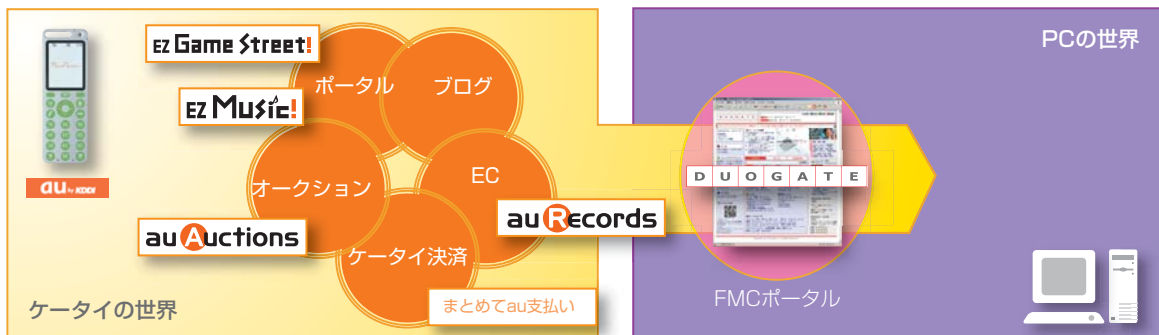 EZ Game Street!
ポータル
ブログ
EZ Music!
オークション
EC
au by KDDI
au Records
au Auctions
ケータイ決済
まとめてau支払い
ケータイの世界
PCの世界
DUOGATE
FMCポータル